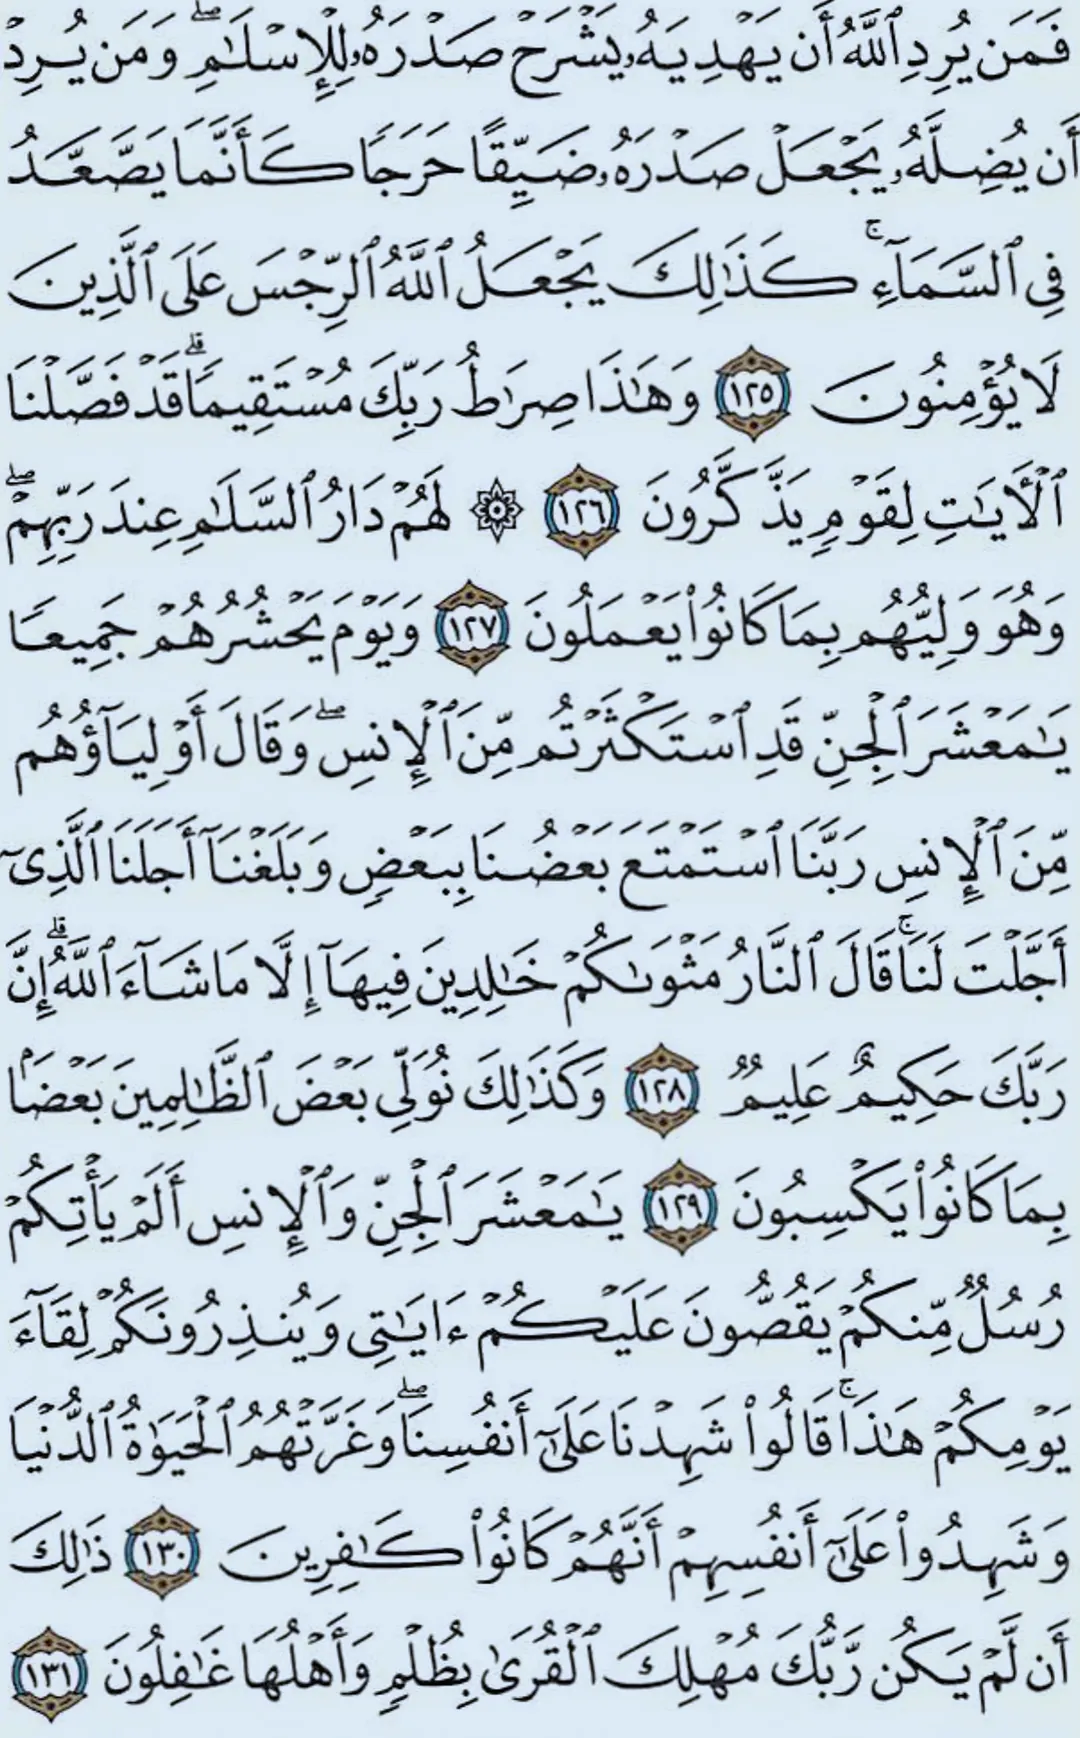 فَمَن يُرِدِ ٱللَّهُ أَن يَهْدِيَهُۥ يَشْرَحْ صَدْرَهُۥ لِلْإِسْلَٰمِ ۖ وَمَن يُرِدْ
أَن يُضِلَّهُۥ يَجْعَلْ صَدْرَهُۥ ضَيِّقًا حَرَجًا كَأَنَّمَا يَصَّعَّدُ
فِى ٱلسَّمَآءِ ۚ كَذَٰلِكَ يَجْعَلُ ٱللَّهُ ٱلرِّجْسَ عَلَى ٱلَّذِينَ
لَا يُؤْمِنُونَ ١٢٥ وَهَٰذَا صِرَٰطُ رَبِّكَ مُسْتَقِيمًا ۗ قَدْ فَصَّلْنَا
ٱلْأَيَٰتِ لِقَوْمٍ يَذَّكَّرُونَ ١٢٦ ۞ لَهُمْ دَارُ ٱلسَّلَٰمِ عِندَ رَبِّهِمْ ۖ
وَهُوَ وَلِيُّهُم بِمَا كَانُوا۟ يَعْمَلُونَ ١٢٧ وَيَوْمَ يَحْشُرُهُمْ جَمِيعًا
يَٰمَعْشَرَ ٱلْجِنِّ قَدِ ٱسْتَكْثَرْتُم مِّنَ ٱلْإِنسِ ۖ وَقَالَ أَوْلِيَآؤُهُم
مِّنَ ٱلْإِنسِ رَبَّنَا ٱسْتَمْتَعَ بَعْضُنَا بِبَعْضٍ وَبَلَغْنَآ أَجَلَنَا ٱلَّذِىٓ
أَجَّلْتَ لَنَا ۚ قَالَ ٱلنَّارُ مَثْوَىٰكُمْ خَٰلِدِينَ فِيهَآ إِلَّا مَا شَآءَ ٱللَّهُ ۗ إِنَّ
رَبَّكَ حَكِيمٌ عَلِيمٌ ١٢٨ وَكَذَٰلِكَ نُوَلِّى بَعْضَ ٱلظَّٰلِمِينَ بَعْضًۢا
بِمَا كَانُوا۟ يَكْسِبُونَ ١٢٩ يَٰمَعْشَرَ ٱلْجِنِّ وَٱلْإِنسِ أَلَمْ يَأْتِكُمْ
رُسُلٌ مِّنكُمْ يَقُصُّونَ عَلَيْكُمْ ءَايَٰتِى وَيُنذِرُونَكُمْ لِقَآءَ
يَوْمِكُمْ هَٰذَا ۚ قَالُوا۟ شَهِدْنَا عَلَىٰٓ أَنفُسِنَا ۖ وَغَرَّتْهُمُ ٱلْحَيَوٰةُ ٱلدُّنْيَا
وَشَهِدُوا۟ عَلَىٰٓ أَنفُسِهِمْ أَنَّهُمْ كَانُوا۟ كَٰفِرِينَ ١٣٠ ذَٰلِكَ
أَن لَّمْ يَكُن رَّبُّكَ مُهْلِكَ ٱلْقُرَىٰ بِظُلْمٍ وَأَهْلُهَا غَٰفِلُونَ ١٣١